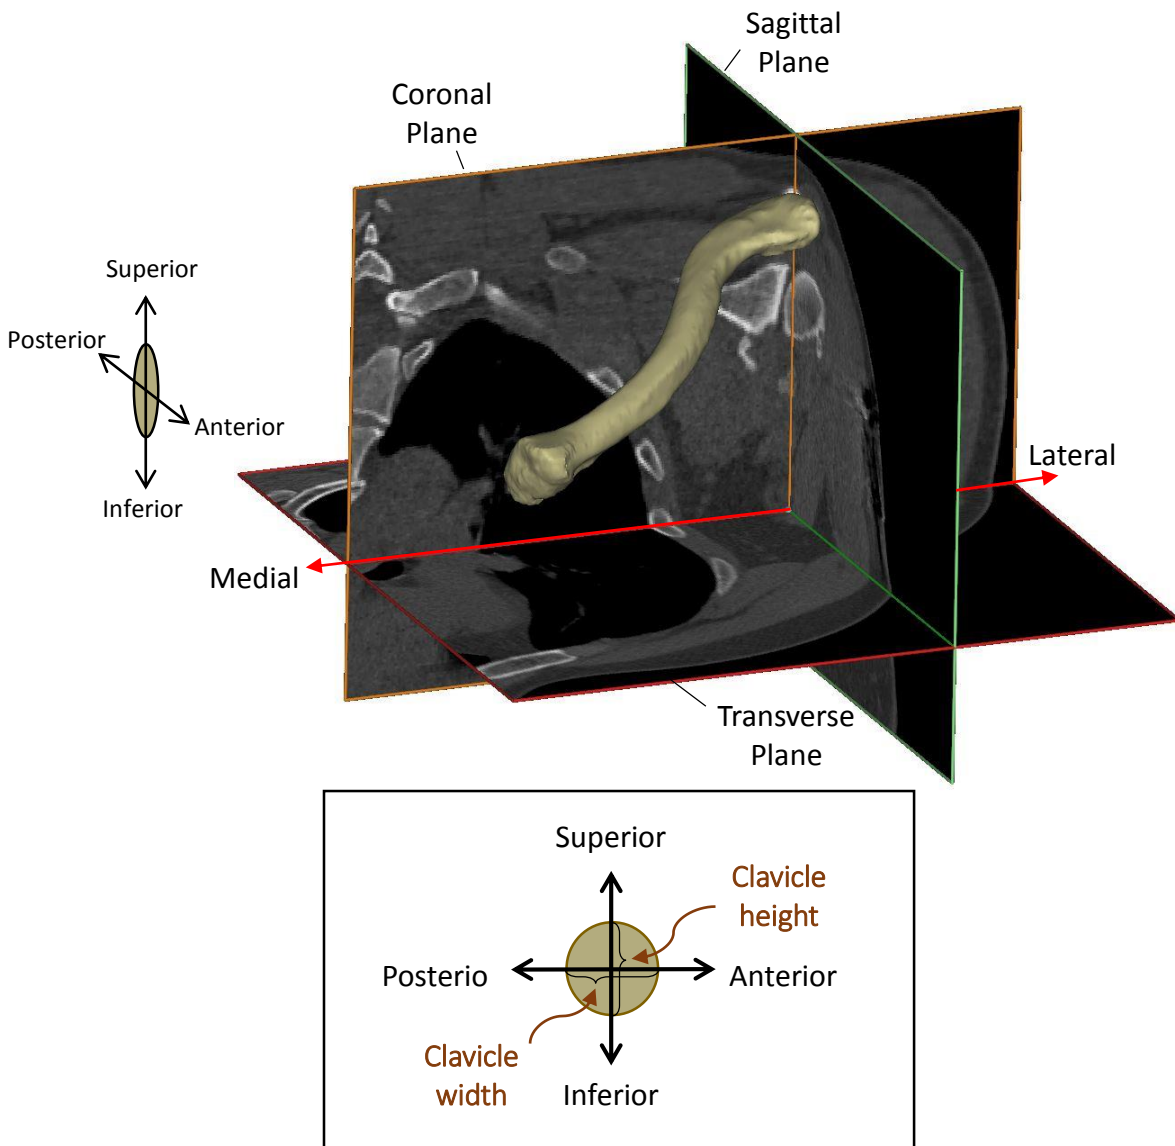 Sagittal
Plane
Coronal
Plane
Superior
Posterior
Anterior
Inferior
Lateral
Medial
Transverse
Plane
Superior
Clavicle
height
Posterio
Anterior
Clavicle
width
Inferior